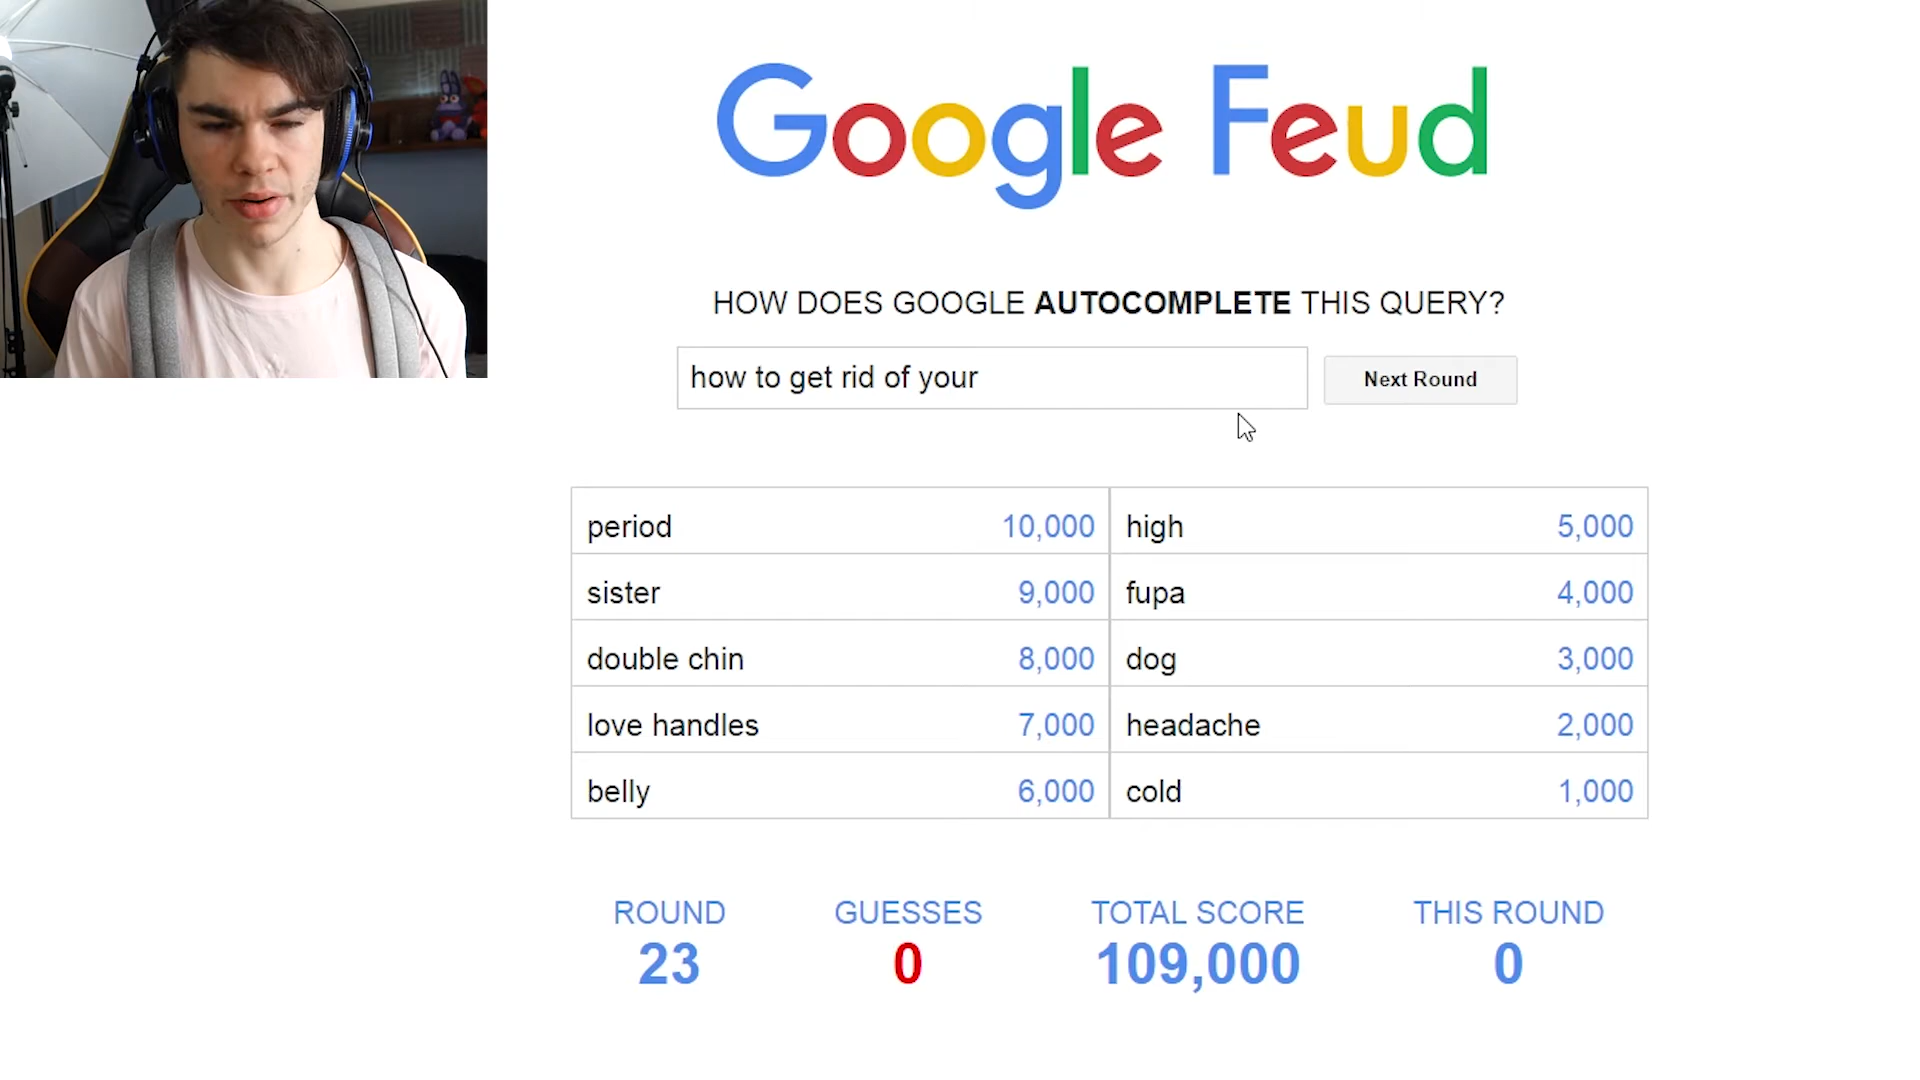 Google Feud
HOW DOES GOOGLE AUTOCOMPLETE THIS QUERY?
how to get rid of your
Next Round
period 10,000 high 5,000
sister 9,000 fupa 4,000
double chin 8,000 dog 3,000
love handles 7,000 headache 2,000
belly 6,000 cold 1,000
ROUND GUESSES TOTAL SCORE THIS ROUND
23 0 109,000 0